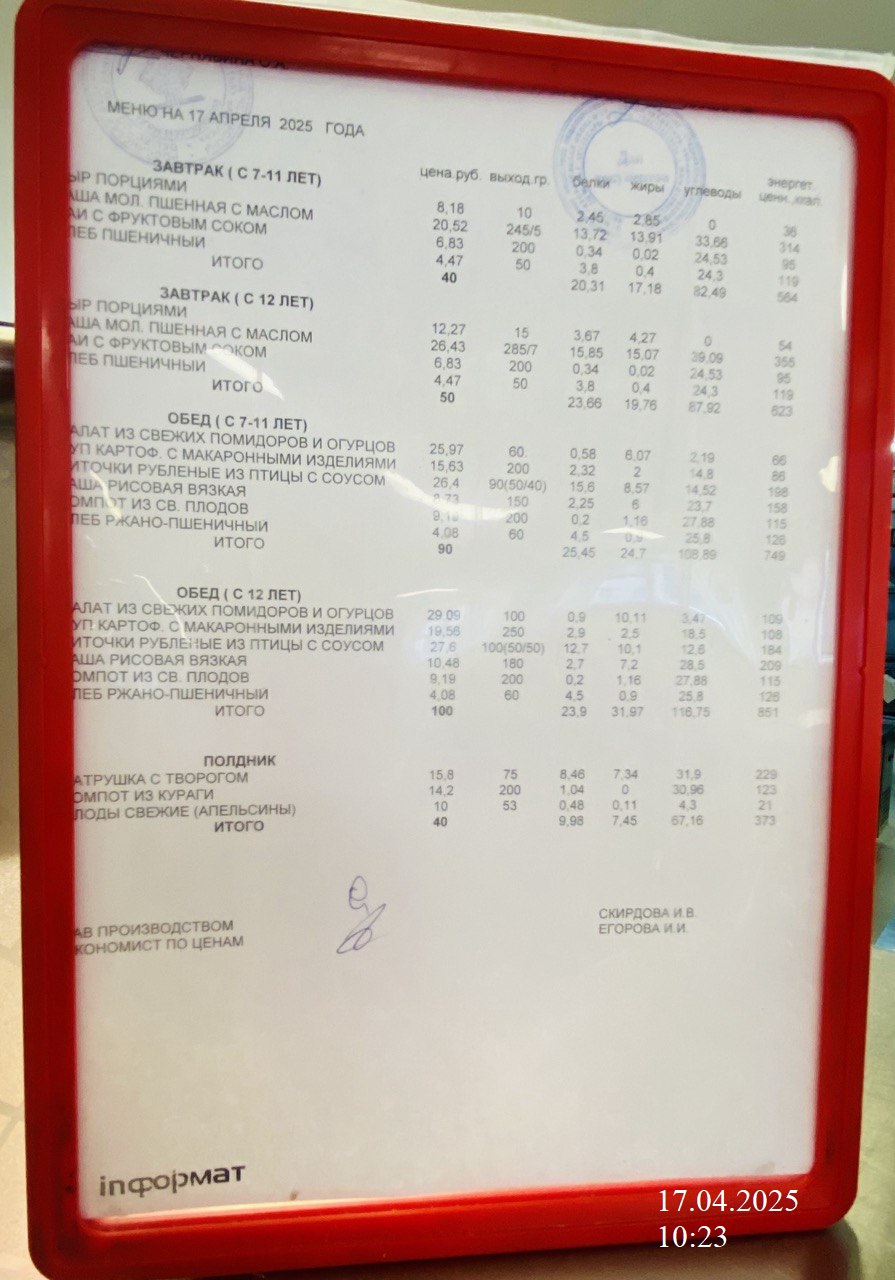 МЕНЮ НА 17 АПРЕЛЯ 2025 ГОДА
ЗАВТРАК ( С 7-11 ЛЕТ) цена.руб. выход.гр. белки жиры углеводы энергет. ценн.,ккал.
ЫР ПОРЦИЯМИ 8,18 10 2,45 2,85 0 36
АША МОЛ. ПШЕННАЯ С МАСЛОМ 20,52 245/5 13,72 13,91 33,66 314
АЙ С ФРУКТОВЫМ СОКОМ 6,83 200 0,34 0,02 24,53 95
ЛЕБ ПШЕНИЧНЫЙ 4,47 50 3,8 0,4 24,3 119
ИТОГО 40 20,31 17,18 82,49 564
ЗАВТРАК ( С 12 ЛЕТ)
ЫР ПОРЦИЯМИ 12,27 15 3,67 4,27 0 54
АША МОЛ. ПШЕННАЯ С МАСЛОМ 26,43 285/7 15,85 15,07 39,09 355
АЙ С ФРУКТОВЫМ СОКОМ 6,83 200 0,34 0,02 24,53 95
ЛЕБ ПШЕНИЧНЫЙ 4,47 50 3,8 0,4 24,3 119
ИТОГО 50 23,66 19,76 87,92 623
ОБЕД ( С 7-11 ЛЕТ)
АЛАТ ИЗ СВЕЖИХ ПОМИДОРОВ И ОГУРЦОВ 25,97 60 0,58 6,07 2,19 66
УП КАРТОФ. С МАКАРОННЫМИ ИЗДЕЛИЯМИ 15,63 200 2,32 2 14,8 86
ИТОЧКИ РУБЛЕНЫЕ ИЗ ПТИЦЫ С СОУСОМ 26,4 90(50/40) 15,6 8,57 14,52 198
АША РИСОВАЯ ВЯЗКАЯ 8,73 150 2,25 6 23,7 158
ОМПОТ ИЗ СВ. ПЛОДОВ 9,19 200 0,2 1,16 27,88 115
ЛЕБ РЖАНО-ПШЕНИЧНЫЙ 4,08 60 4,5 0,9 25,8 126
ИТОГО 90 25,45 24,7 108,89 749
ОБЕД ( С 12 ЛЕТ)
АЛАТ ИЗ СВЕЖИХ ПОМИДОРОВ И ОГУРЦОВ 29,09 100 0,9 10,11 3,47 109
УП КАРТОФ. С МАКАРОННЫМИ ИЗДЕЛИЯМИ 19,56 250 2,9 2,5 18,5 108
ИТОЧКИ РУБЛЕНЫЕ ИЗ ПТИЦЫ С СОУСОМ 27,6 100(50/50) 12,7 10,1 12,6 184
АША РИСОВАЯ ВЯЗКАЯ 10,48 180 2,7 7,2 28,5 209
ОМПОТ ИЗ СВ. ПЛОДОВ 9,19 200 0,2 1,16 27,88 115
ЛЕБ РЖАНО-ПШЕНИЧНЫЙ 4,08 60 4,5 0,9 25,8 126
ИТОГО 100 23,9 31,97 116,75 851
ПОЛДНИК
АТРУШКА С ТВОРОГОМ 15,8 75 8,46 7,34 31,9 229
ОМПОТ ИЗ КУРАГИ 14,2 200 1,04 0 30,96 123
ЛОДЫ СВЕЖИЕ (АПЕЛЬСИНЫ) 10 53 0,48 0,11 4,3 21
ИТОГО 40 9,98 7,45 67,16 373
АВ ПРОИЗВОДСТВОМ СКИРДОВА И.В.
КОНОМИСТ ПО ЦЕНАМ ЕГОРОВА И.И.
inформат
17.04.2025
10:23